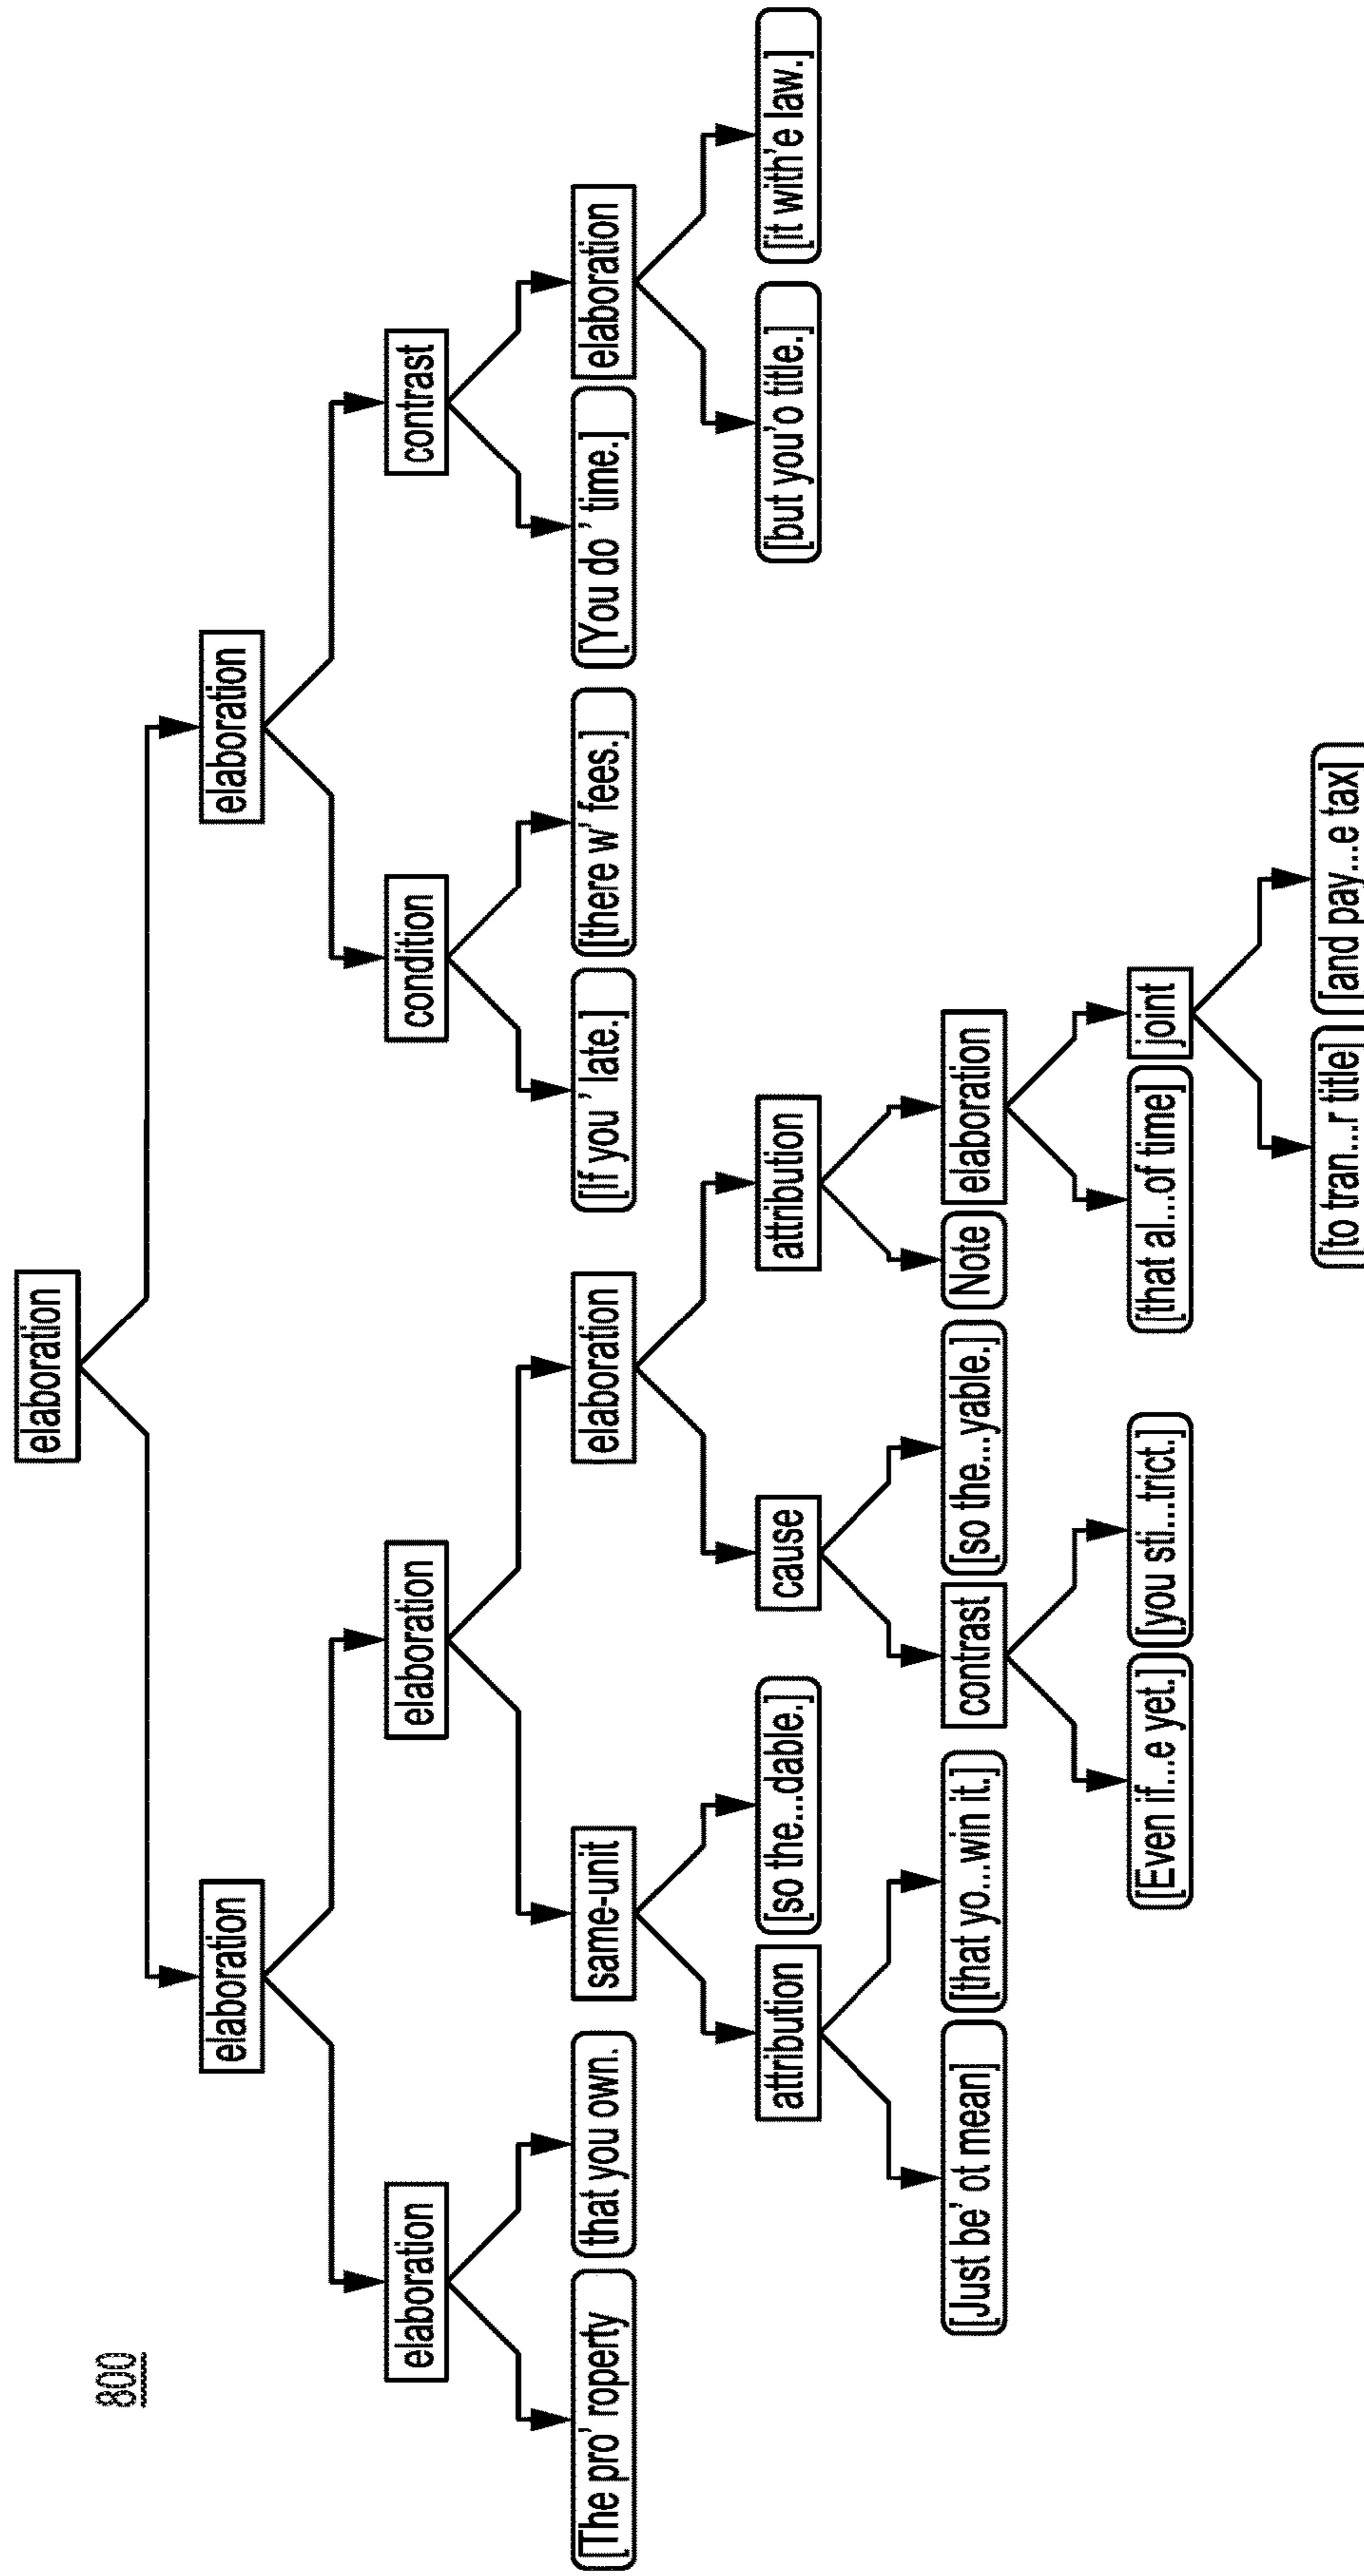 800
elaboration
elaboration
elaboration
elaboration
elaboration
condition
contrast
[The pro' roperty
that you own.
same-unit
elaboration
[If you ' late.]
[there w' fees.]
[You do ' time.]
elaboration
attribution
[so the...dable.]
cause
attribution
[but you'o title.]
[it with'e law.]
[Just be' ot mean]
[that yo...win it.]
contrast
[so the...yable.]
Note
elaboration
[Even if...e yet.]
[you sti...trict.]
[that al...of time]
joint
[to tran...r title]
[and pay...e tax]